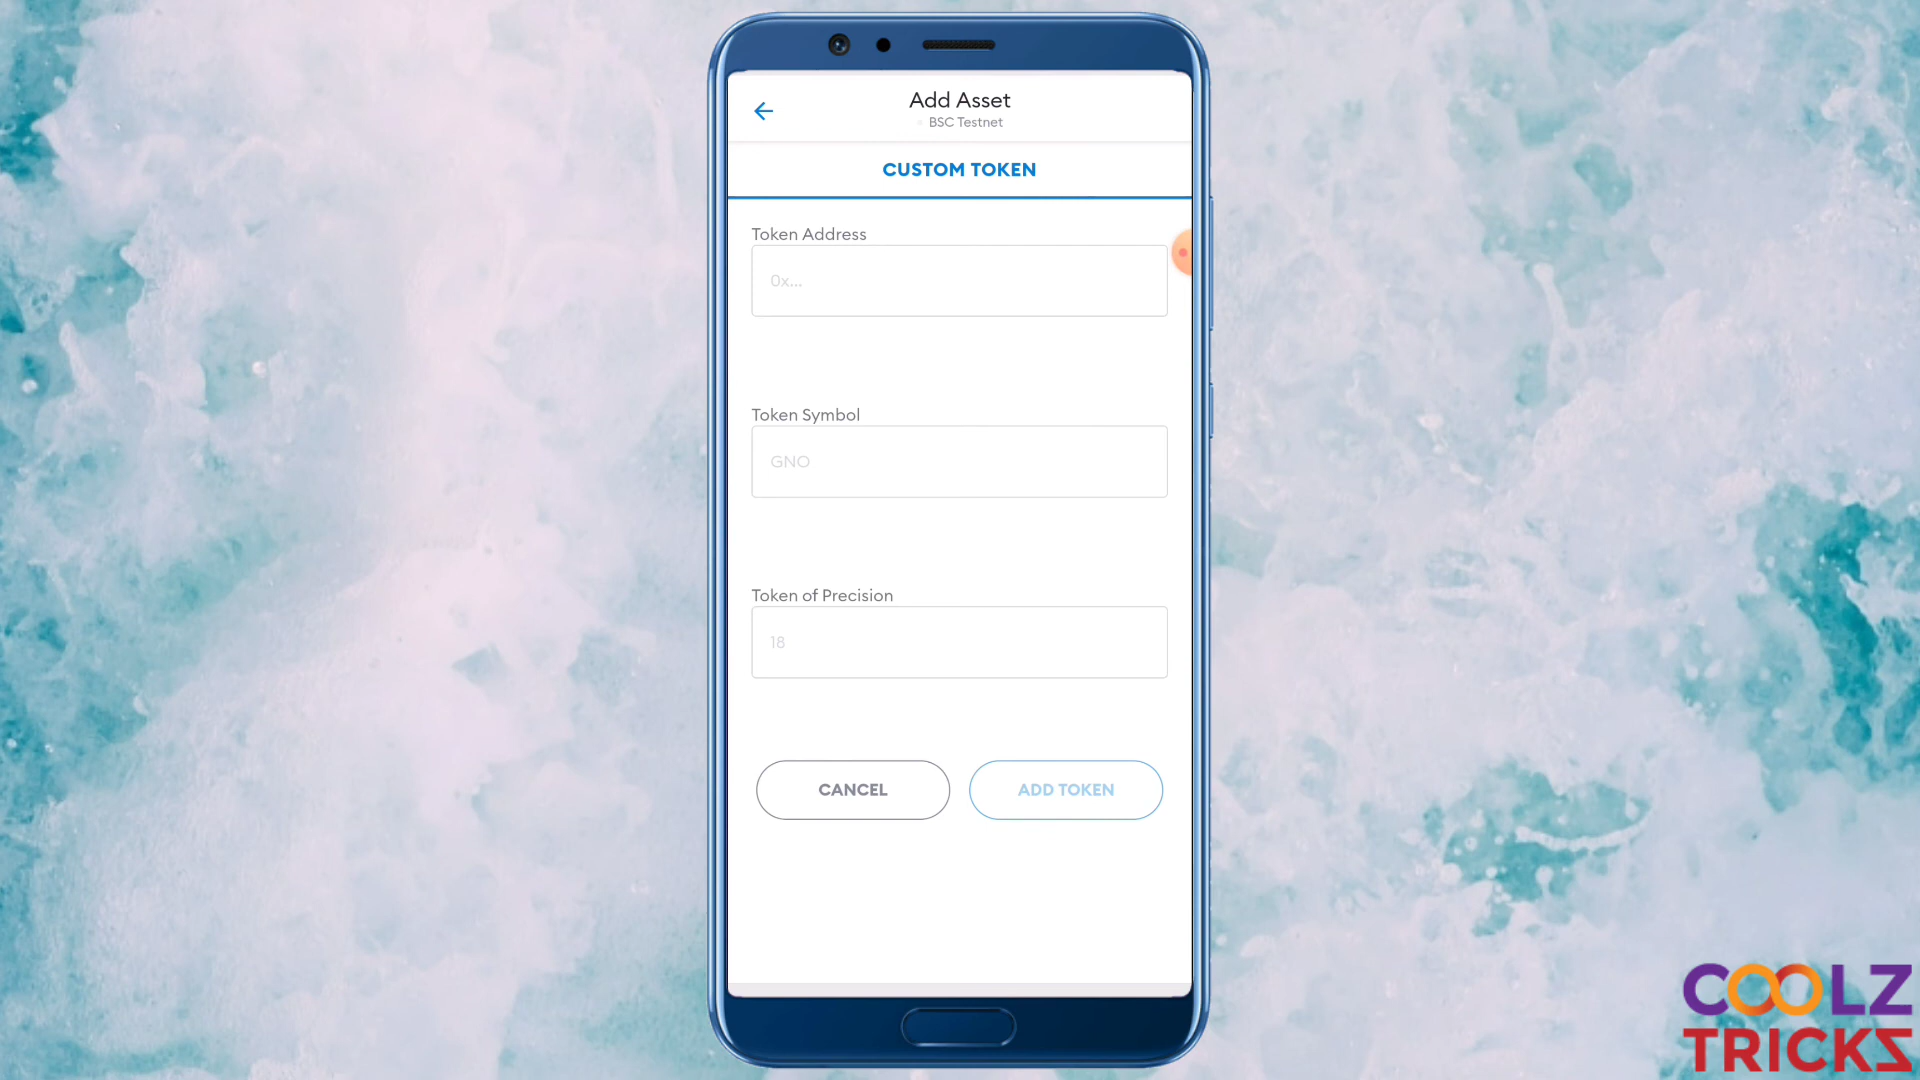 Add Asset
BSC Testnet
CUSTOM TOKEN
Token Address
0x...
Token Symbol
GNO
Token of Precision
18
CANCEL
ADD TOKEN
COOLZ
TRICKS